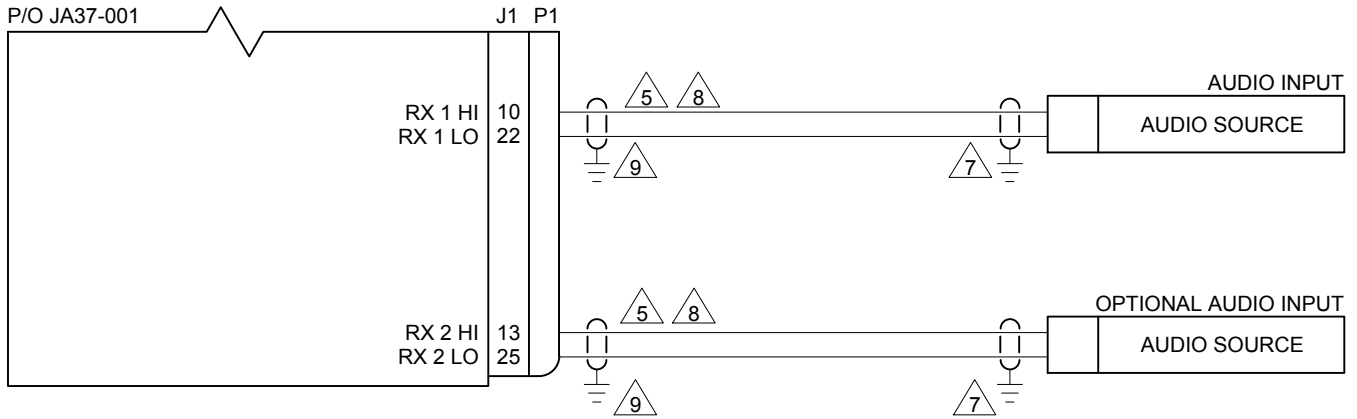 P/O JA37-001 J1 P1
AUDIO INPUT
5 8
RX 1 HI 10
AUDIO SOURCE
RX 1 LO 22
9 7
OPTIONAL AUDIO INPUT
5 8
RX 2 HI 13
AUDIO SOURCE
RX 2 LO 25
9 7